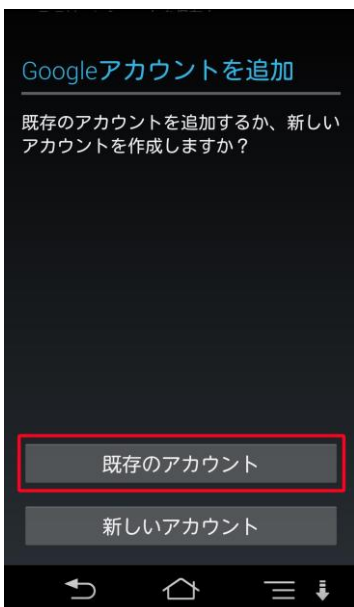 Googleアカウントを追加
既存のアカウントを追加するか、新しい
アカウントを作成しますか？
既存のアカウント
新しいアカウント